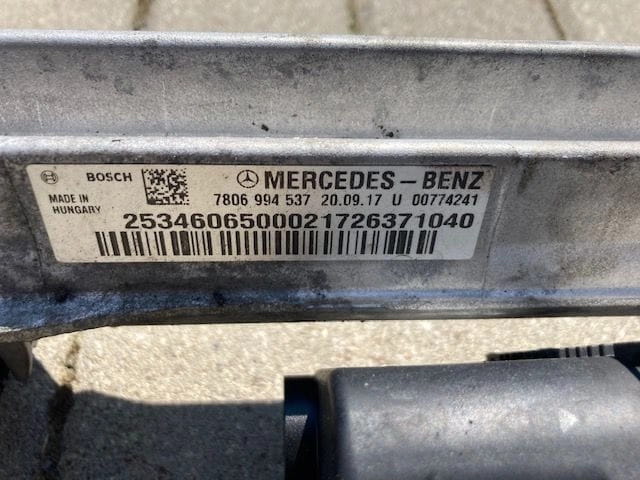 BOSCH
MERCEDES-BENZ
MADE IN
HUNGARY
7806 994 537 20.09.17 U 00774241
2534606500021726371040